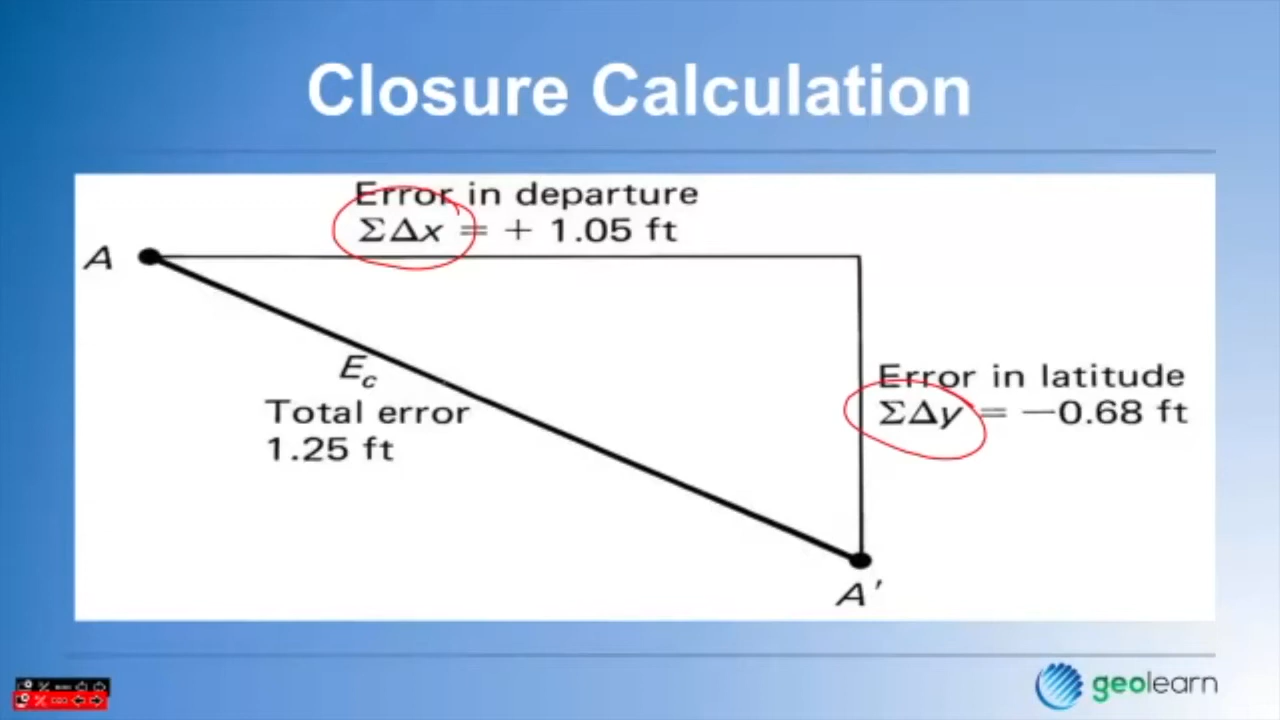 Closure Calculation
Error in departure
ΣΔx = + 1.05 ft
A
E_c
Total error
1.25 ft
Error in latitude
ΣΔy = −0.68 ft
A′
geolearn